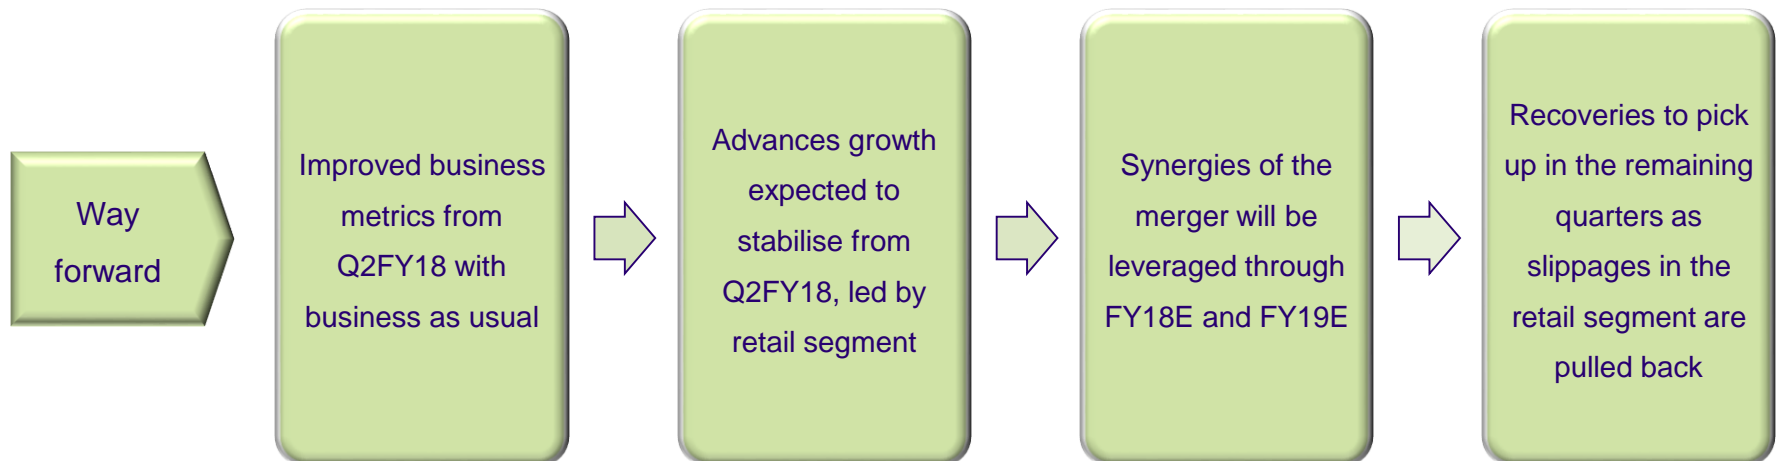 Way
forward
Improved business
metrics from
Q2FY18 with
business as usual
Advances growth
expected to
stabilise from
Q2FY18, led by
retail segment
Synergies of the
merger will be
leveraged through
FY18E and FY19E
Recoveries to pick
up in the remaining
quarters as
slippages in the
retail segment are
pulled back